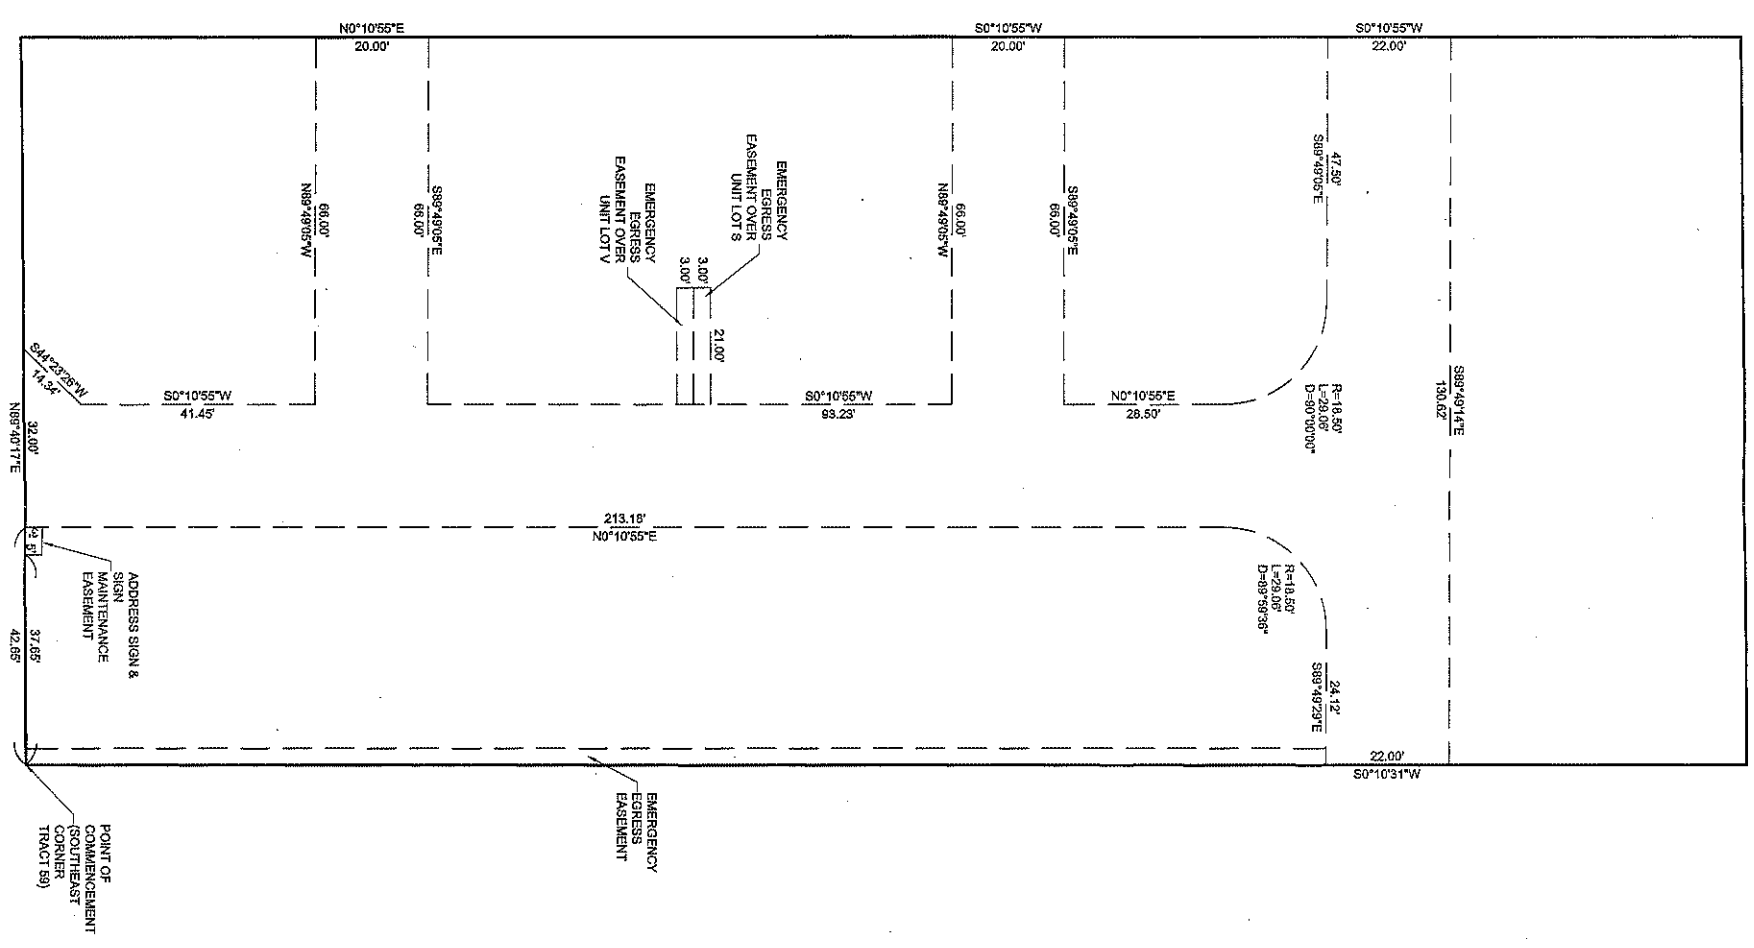 N0°10'55"E
20.00'
S0°10'55"W
20.00'
S0°10'55"W
22.00'
47.50'
S89°49'05"E
S89°49'05"E
66.00'
66.00'
N89°49'05"W
S89°49'05"E
66.00'
66.00'
N89°49'05"W
EMERGENCY
EGRESS
EASEMENT OVER
UNIT LOT S
EMERGENCY
EGRESS
EASEMENT OVER
UNIT LOT V
3.00'
3.00'
21.00'
S44°23'26"W
14.34'
S0°10'55"W
41.45'
S0°10'55"W
93.23'
N0°10'55"E
28.50'
R=18.50'
L=29.06'
D=90°00'00"
S89°49'14"E
130.62'
32.00'
N89°40'17"E
213.18'
N0°10'55"E
R=18.50'
L=29.06'
D=89°59'36"
5'
ADDRESS SIGN &
SIGN
MAINTENANCE
EASEMENT
37.65'
42.65'
24.12'
S89°49'29"E
22.00'
S0°10'31"W
EMERGENCY
EGRESS
EASEMENT
POINT OF
COMMENCEMENT
(SOUTHEAST
CORNER
TRACT 59)